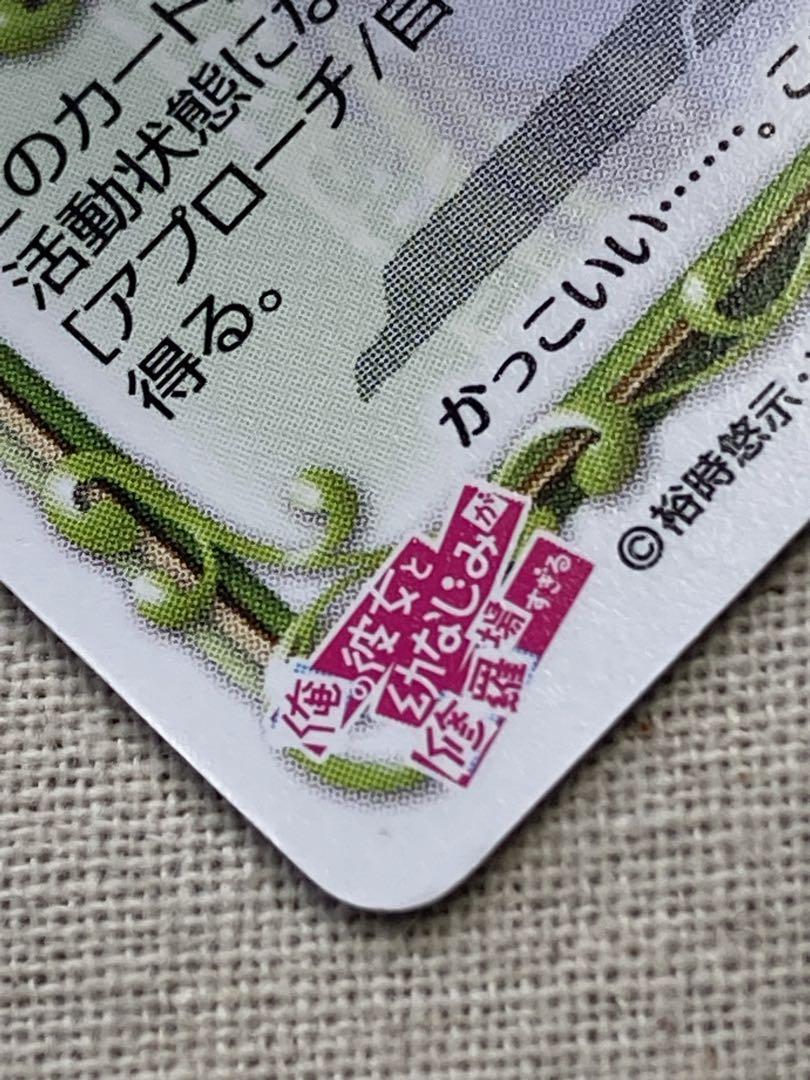 このカート
活動状態にな
[アプローチ/自
得る。
かっこいい……。こ
俺の彼女と
幼なじみが
修羅場すぎる
©裕時悠示